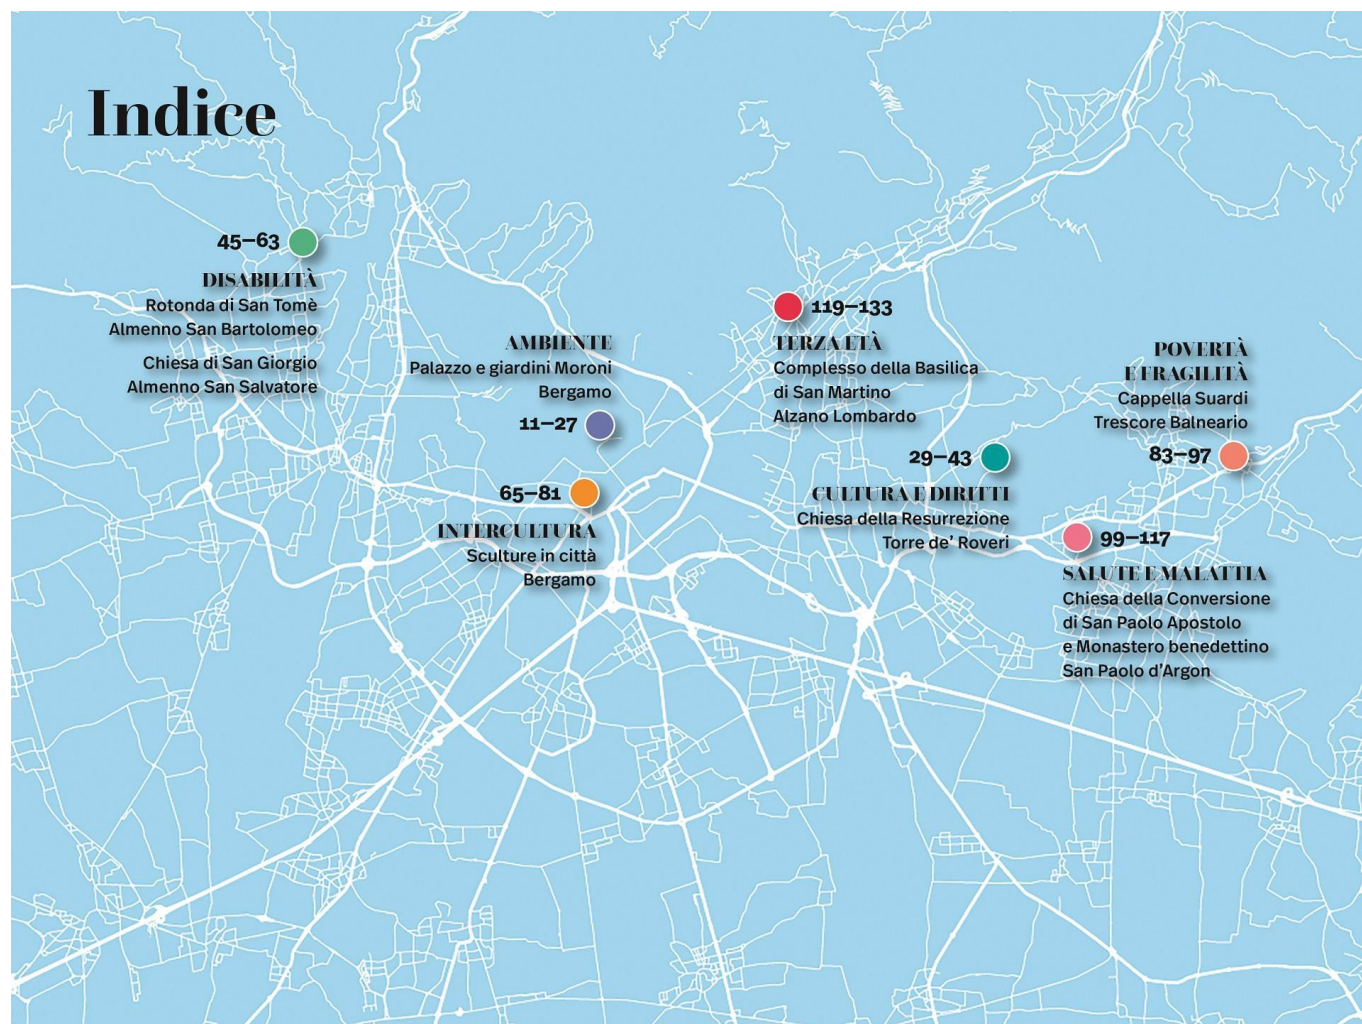 Indice
45–63
DISABILITÀ
Rotonda di San Tomè
Almenno San Bartolomeo
Chiesa di San Giorgio
Almenno San Salvatore
AMBIENTE
Palazzo e giardini Moroni
Bergamo
11–27
65–81
INTERCULTURA
Sculture in città
Bergamo
119–133
TERZA ETÀ
Complesso della Basilica
di San Martino
Alzano Lombardo
29–43
CULTURA E DIRITTI
Chiesa della Resurrezione
Torre de’ Roveri
POVERTÀ
E FRAGILITÀ
Cappella Suardi
Trescore Balneario
83–97
99–117
SALUTE E MALATTIA
Chiesa della Conversione
di San Paolo Apostolo
e Monastero benedettino
San Paolo d’Argon